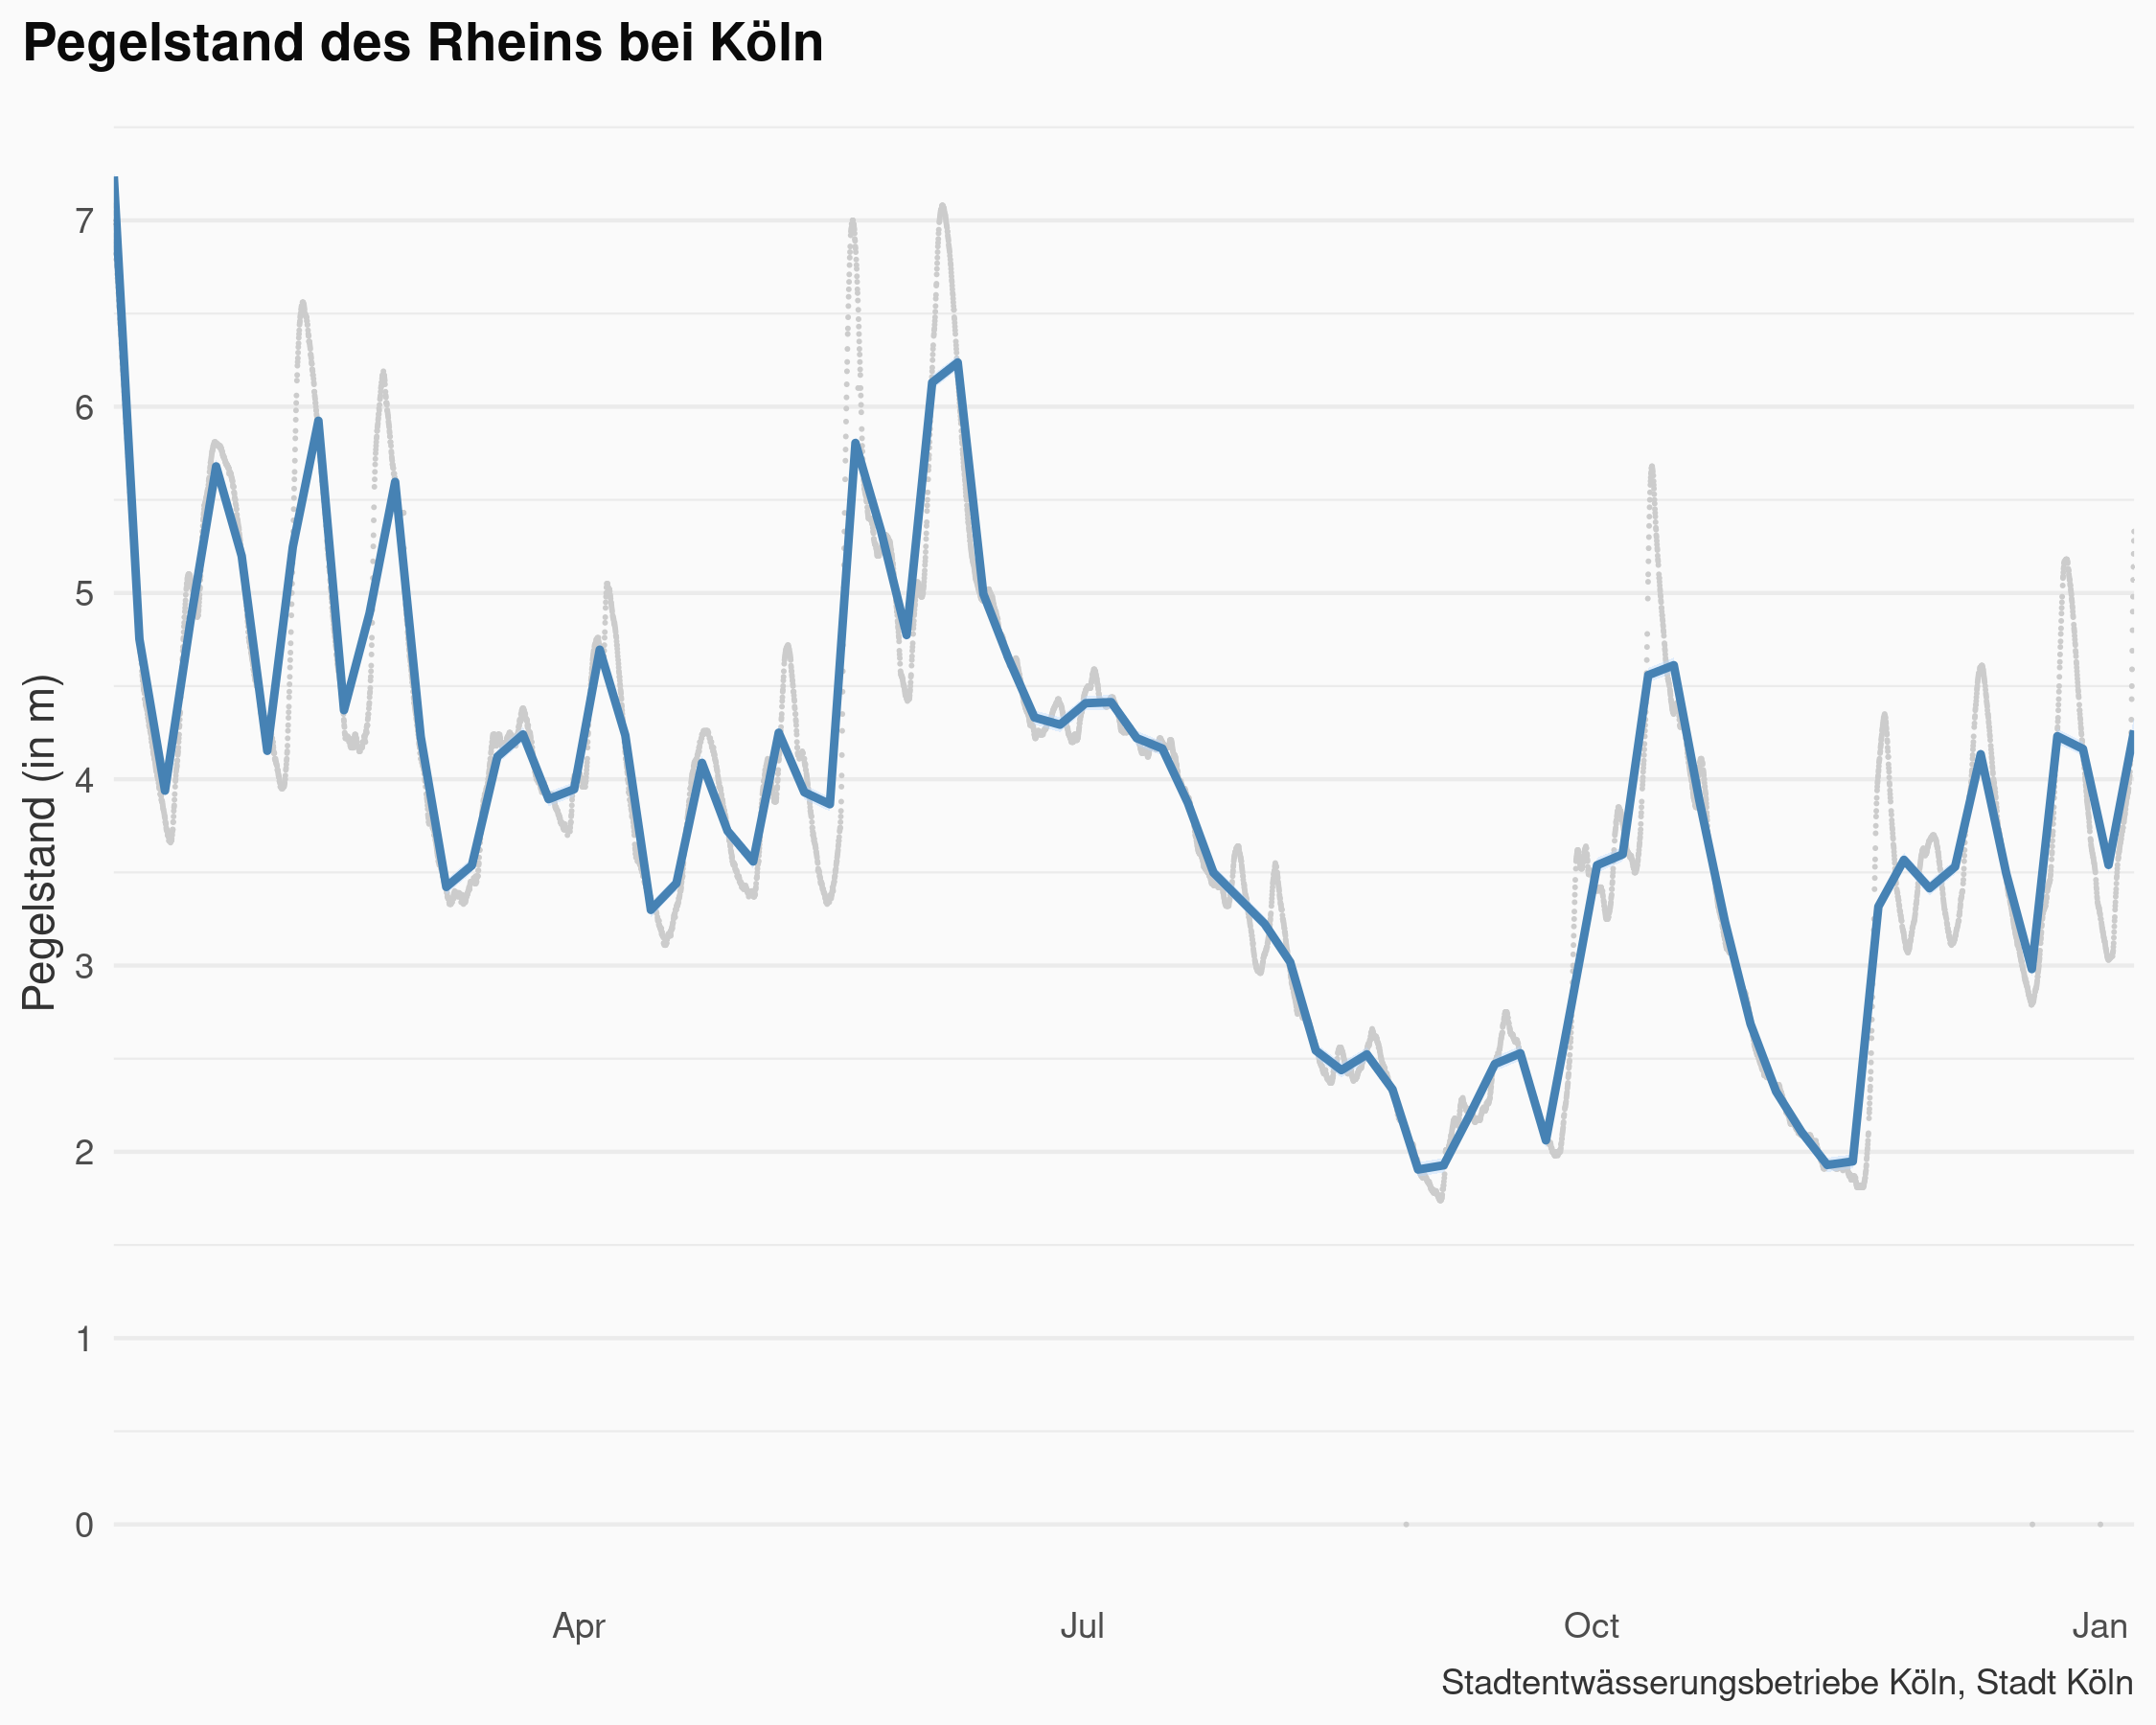 Pegelstand des Rheins bei Köln
Pegelstand (in m)
7
6
5
4
3
2
1
0
Apr Jul Oct Jan
Stadtentwässerungsbetriebe Köln, Stadt Köln